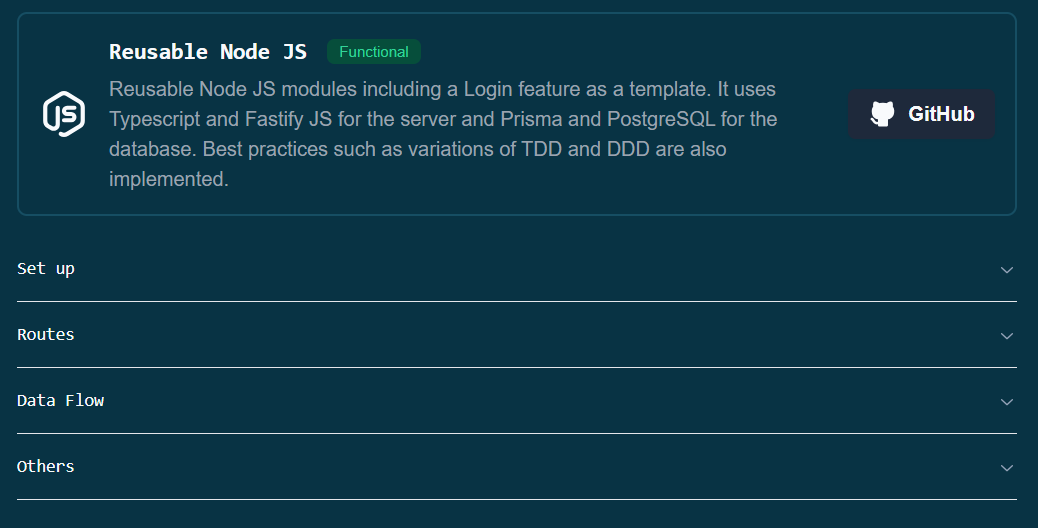 Reusable Node JS Functional
Reusable Node JS modules including a Login feature as a template. It uses
Typescript and Fastify JS for the server and Prisma and PostgreSQL for the
database. Best practices such as variations of TDD and DDD are also
implemented.
JS
GitHub
Set up
Routes
Data Flow
Others